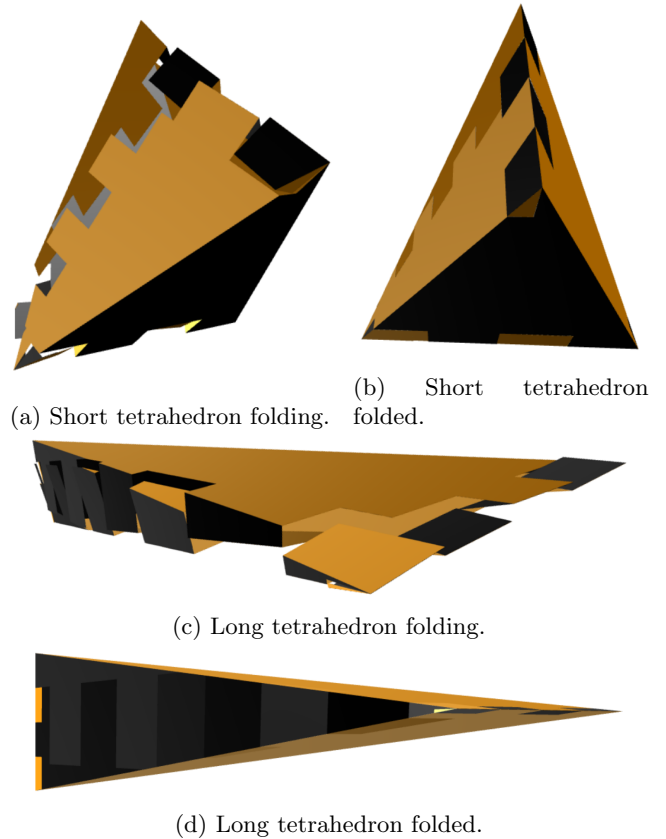 (a) Short tetrahedron folding.
(b) Short tetrahedron
folded.
(c) Long tetrahedron folding.
(d) Long tetrahedron folded.